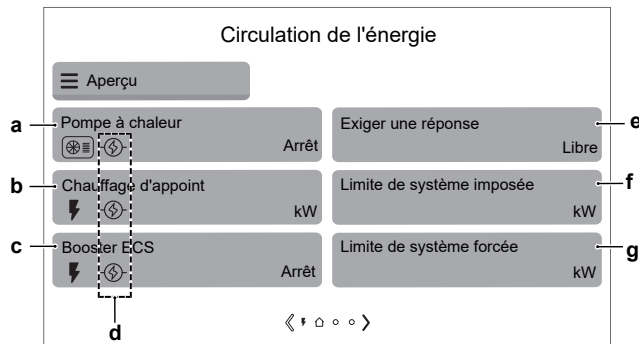 Circulation de l'énergie
Aperçu
a
Pompe à chaleur
Arrêt
Exiger une réponse
Libre
e
b
Chauffage d'appoint
kW
Limite de système imposée
kW
f
c
Booster ECS
Arrêt
Limite de système forcée
kW
g
d